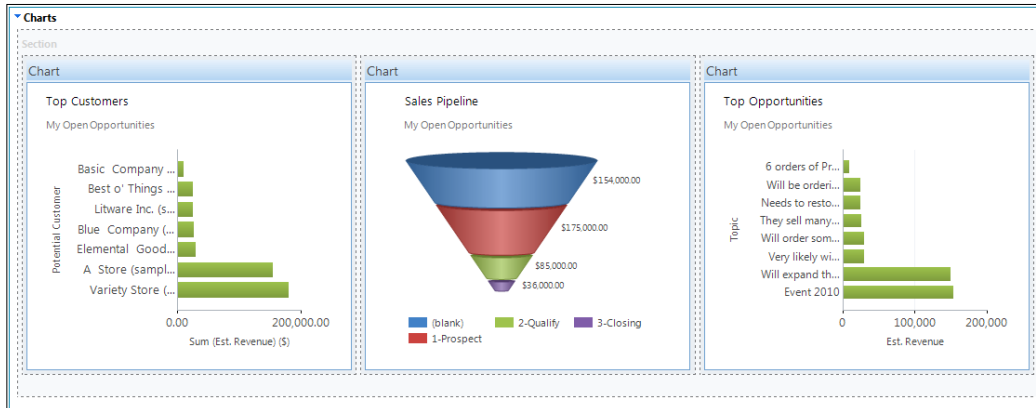 Charts
Section
Chart
Top Customers
My Open Opportunities
Potential Customer
Basic Company ...
Best o' Things ...
Litware Inc. (s...
Blue Company (...
Elemental Good...
A Store (sampl...
Variety Store (...
0.00 200,000.00
Sum (Est. Revenue) ($)
Chart
Sales Pipeline
My Open Opportunities
$154,000.00
$175,000.00
$85,000.00
$36,000.00
(blank) 2-Qualify 3-Closing
1-Prospect
Chart
Top Opportunities
My Open Opportunities
Topic
6 orders of Pr...
Will be orderi...
Needs to resto...
They sell many...
Will order som...
Very likely wi...
Will expand th...
Event 2010
0 100,000 200,000
Est. Revenue